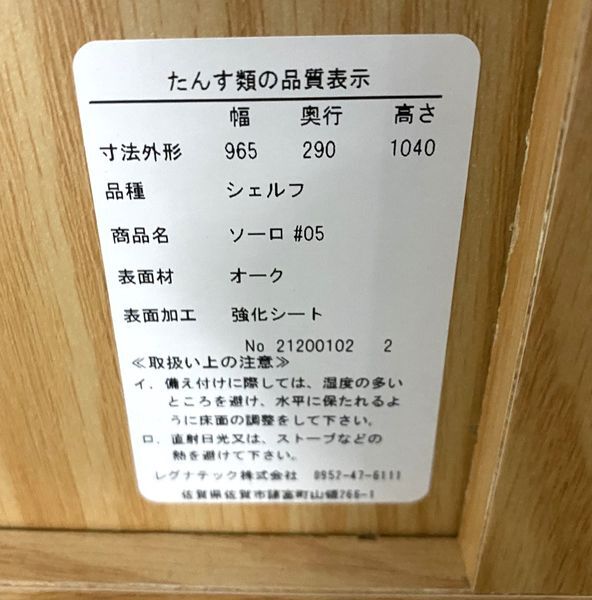 たんす類の品質表示
幅 奥行 高さ
寸法外形 965 290 1040
品種 シェルフ
商品名 ソーロ #05
表面材 オーク
表面加工 強化シート
No 21200102 2
≪取扱い上の注意≫
イ．備え付けに際しては、湿度の多い
ところを避け、水平に保たれるよ
うに床面の調整をして下さい。
ロ．直射日光又は、ストーブなどの
熱を避けて下さい。
レグナテック株式会社 0952-47-6111
佐賀県佐賀市諸富町山領266-1